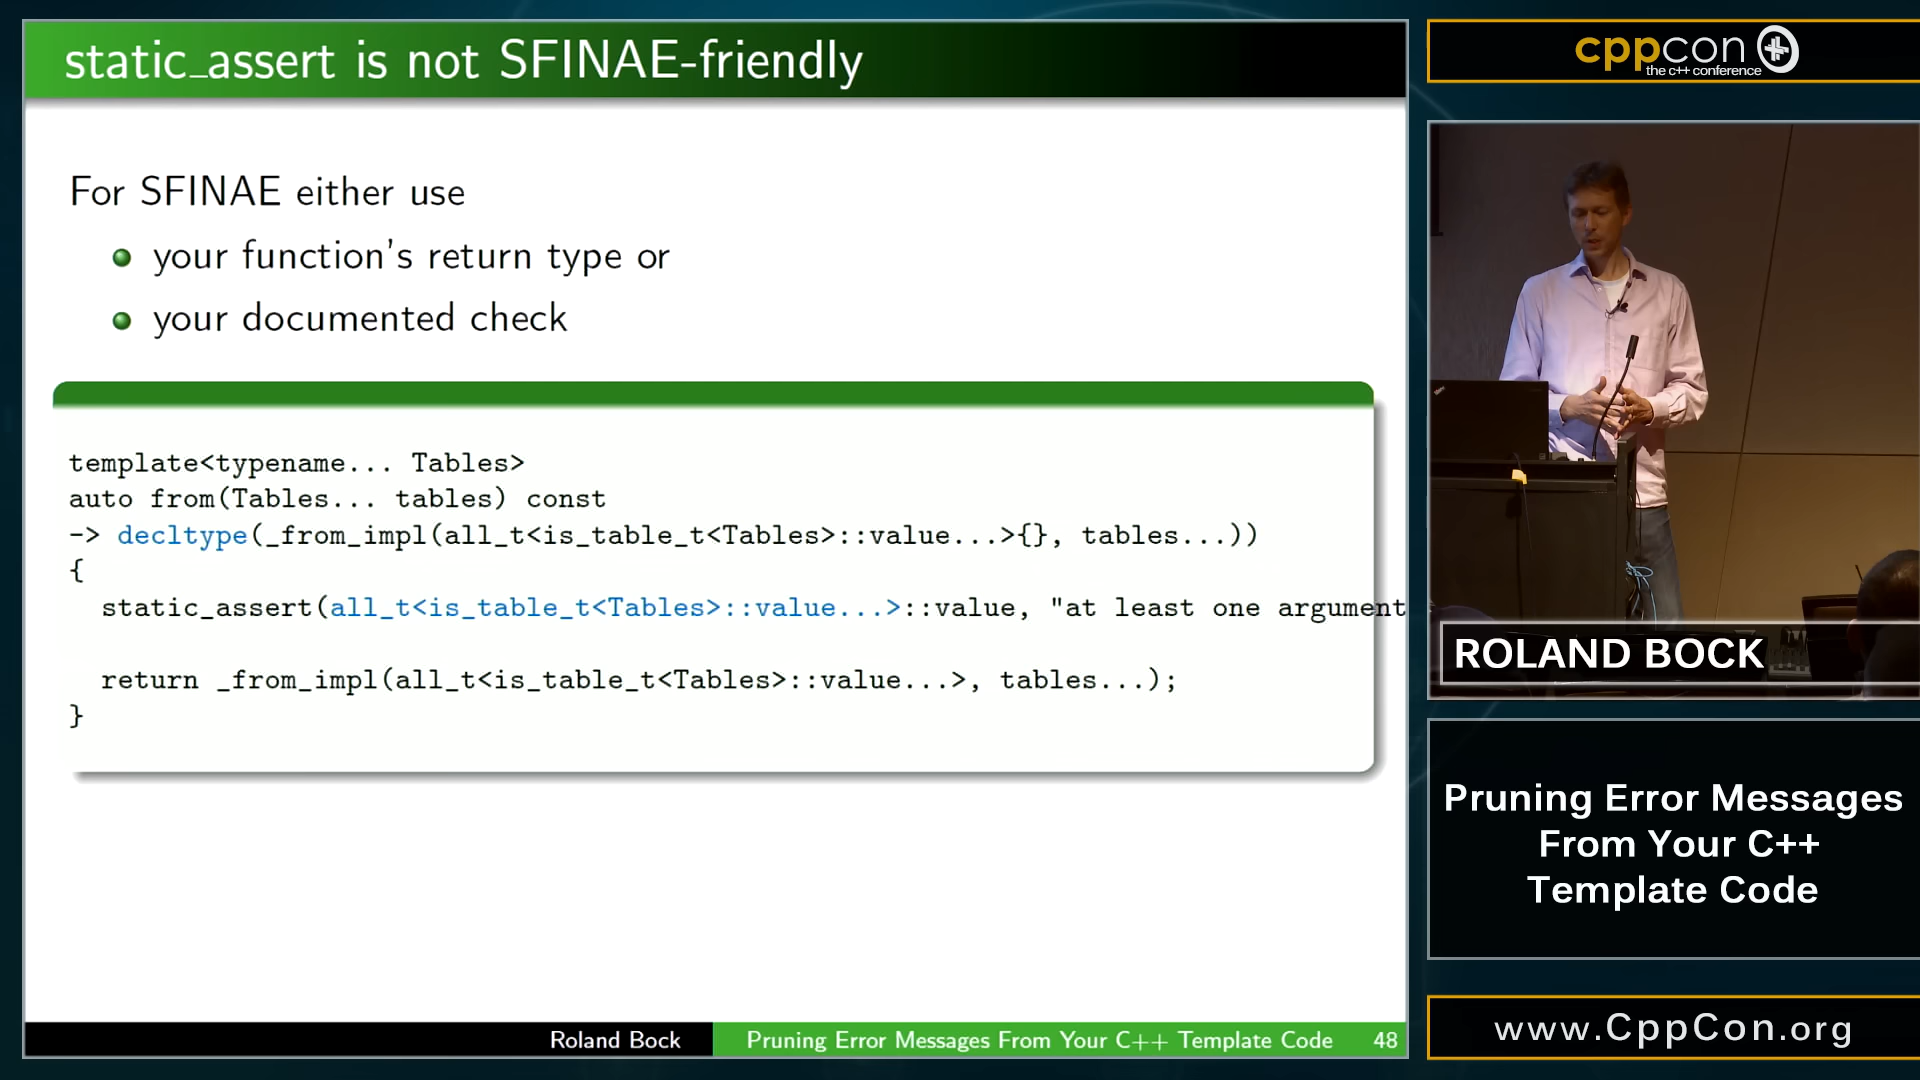 static_assert is not SFINAE-friendly
For SFINAE either use
your function's return type or
your documented check
template<typename... Tables>
auto from(Tables... tables) const
-> decltype(_from_impl(all_t<is_table_t<Tables>::value...>{}, tables...))
{
static_assert(all_t<is_table_t<Tables>::value...>::value, "at least one argument
return _from_impl(all_t<is_table_t<Tables>::value...>, tables...);
}
Roland Bock
Pruning Error Messages From Your C++ Template Code
48
cppcon
the c++ conference
ROLAND BOCK
Pruning Error Messages
From Your C++
Template Code
www.CppCon.org